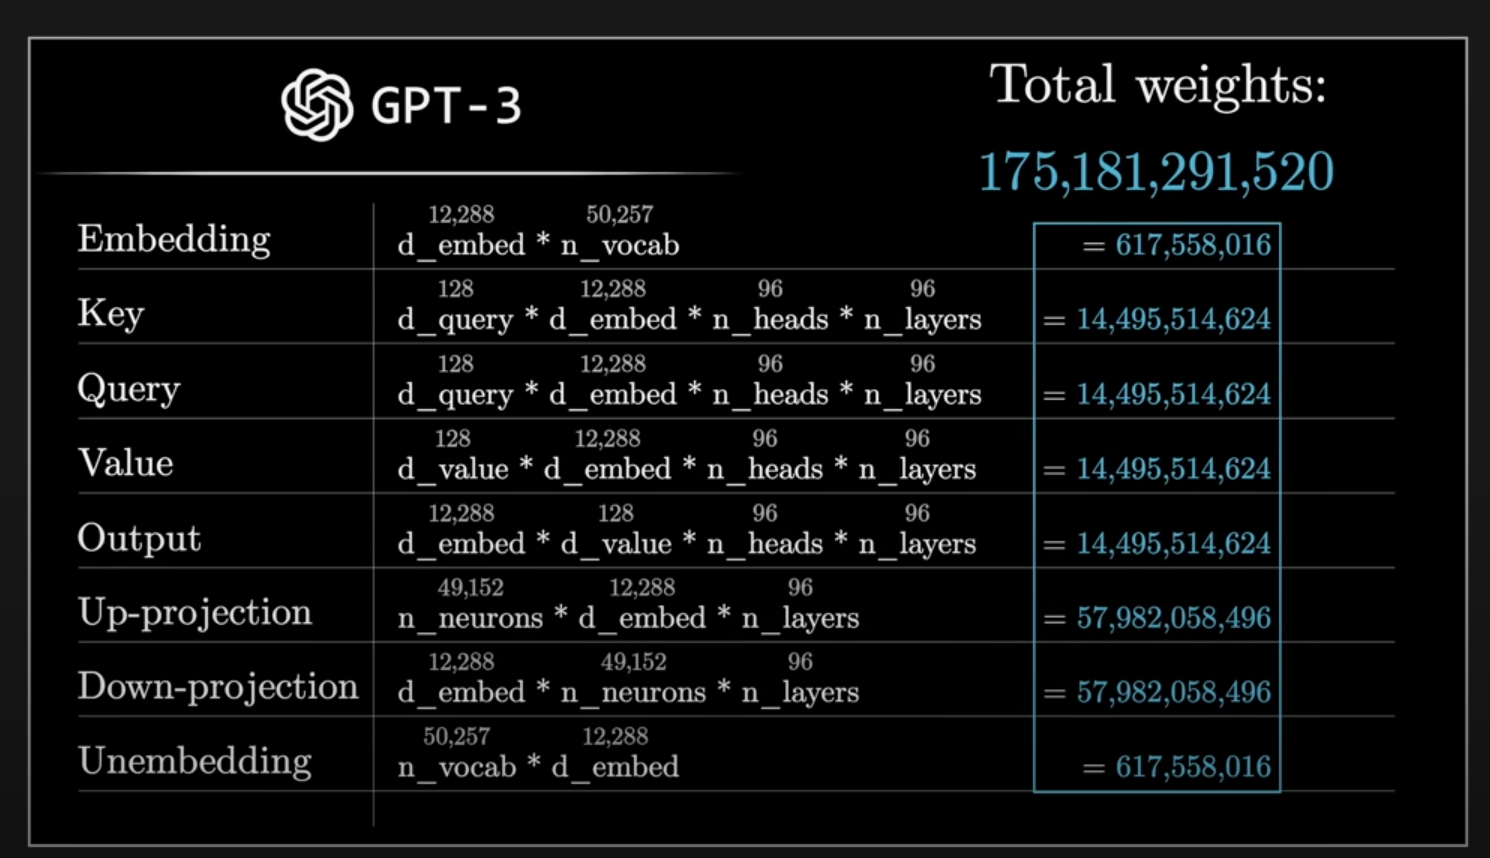 GPT-3
Total weights:
175,181,291,520
12,288 50,257
Embedding d_embed * n_vocab = 617,558,016
128 12,288 96 96
Key d_query * d_embed * n_heads * n_layers = 14,495,514,624
128 12,288 96 96
Query d_query * d_embed * n_heads * n_layers = 14,495,514,624
128 12,288 96 96
Value d_value * d_embed * n_heads * n_layers = 14,495,514,624
12,288 128 96 96
Output d_embed * d_value * n_heads * n_layers = 14,495,514,624
49,152 12,288 96
Up-projection n_neurons * d_embed * n_layers = 57,982,058,496
12,288 49,152 96
Down-projection d_embed * n_neurons * n_layers = 57,982,058,496
50,257 12,288
Unembedding n_vocab * d_embed = 617,558,016